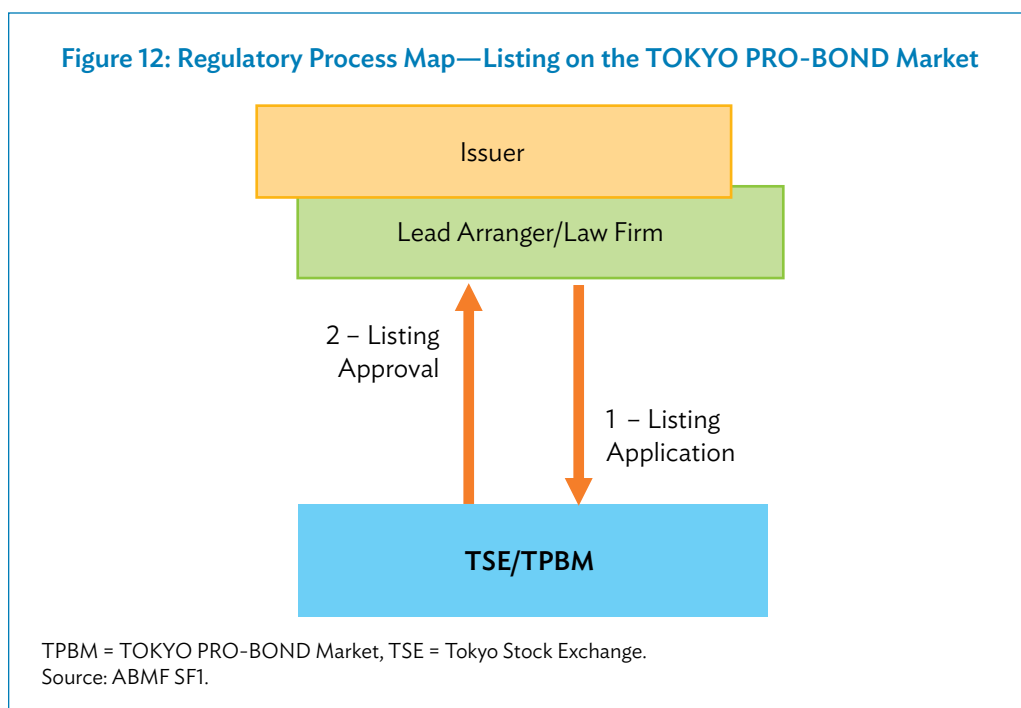 Figure 12: Regulatory Process Map—Listing on the TOKYO PRO-BOND Market
Issuer
Lead Arranger/Law Firm
2 – Listing
Approval
1 – Listing
Application
TSE/TPBM
TPBM = TOKYO PRO-BOND Market, TSE = Tokyo Stock Exchange.
Source: ABMF SF1.